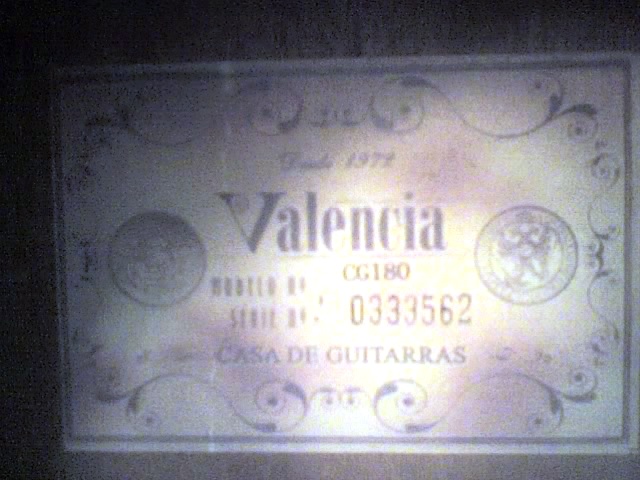 Desde 1972
Valencia
MODELO Nº CG180
SERIE Nº 0333562
CASA DE GUITARRAS